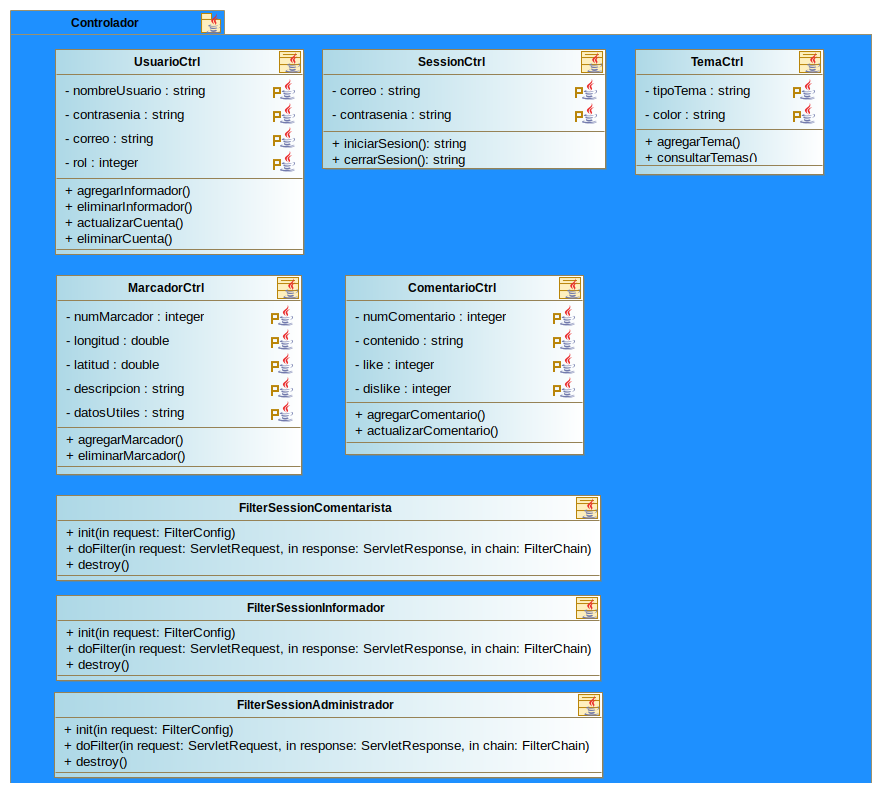 Controlador
UsuarioCtrl
- nombreUsuario : string
- contrasenia : string
- correo : string
- rol : integer
+ agregarInformador()
+ eliminarInformador()
+ actualizarCuenta()
+ eliminarCuenta()
SessionCtrl
- correo : string
- contrasenia : string
+ iniciarSesion(): string
+ cerrarSesion(): string
TemaCtrl
- tipoTema : string
- color : string
+ agregarTema()
+ consultarTemas()
MarcadorCtrl
- numMarcador : integer
- longitud : double
- latitud : double
- descripcion : string
- datosUtiles : string
+ agregarMarcador()
+ eliminarMarcador()
ComentarioCtrl
- numComentario : integer
- contenido : string
- like : integer
- dislike : integer
+ agregarComentario()
+ actualizarComentario()
FilterSessionComentarista
+ init(in request: FilterConfig)
+ doFilter(in request: ServletRequest, in response: ServletResponse, in chain: FilterChain)
+ destroy()
FilterSessionInformador
+ init(in request: FilterConfig)
+ doFilter(in request: ServletRequest, in response: ServletResponse, in chain: FilterChain)
+ destroy()
FilterSessionAdministrador
+ init(in request: FilterConfig)
+ doFilter(in request: ServletRequest, in response: ServletResponse, in chain: FilterChain)
+ destroy()